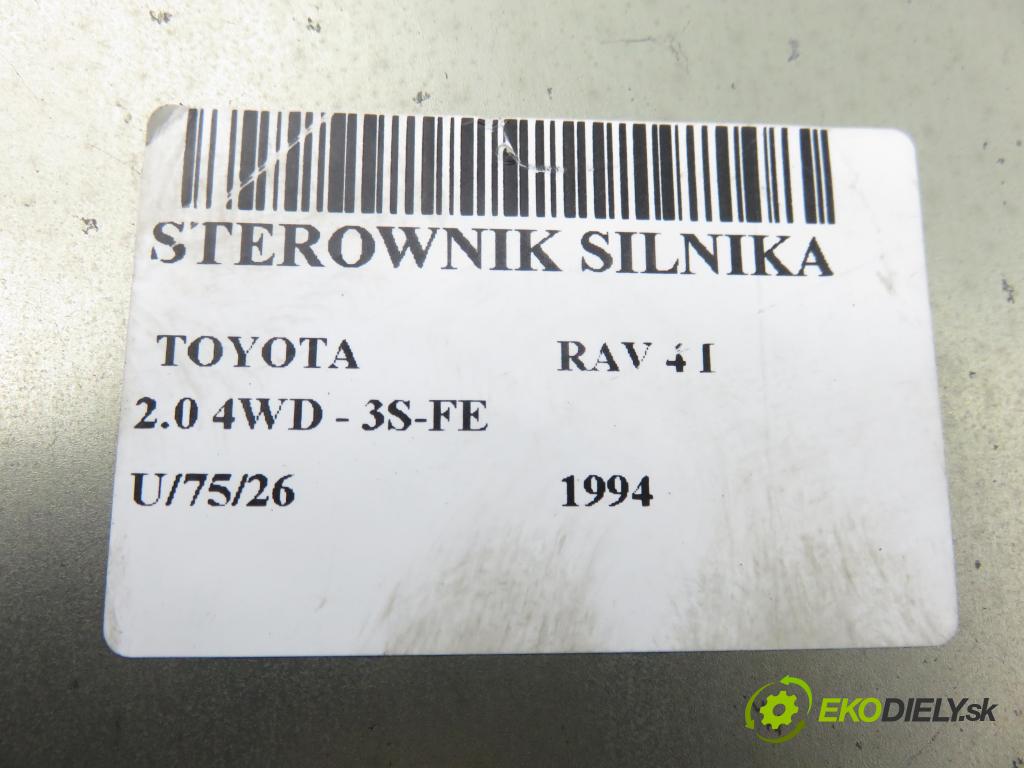 STEROWNIK SILNIKA
TOYOTA RAV 4 I
2.0 4WD - 3S-FE
U/75/26 1994
EKODIELY.sk